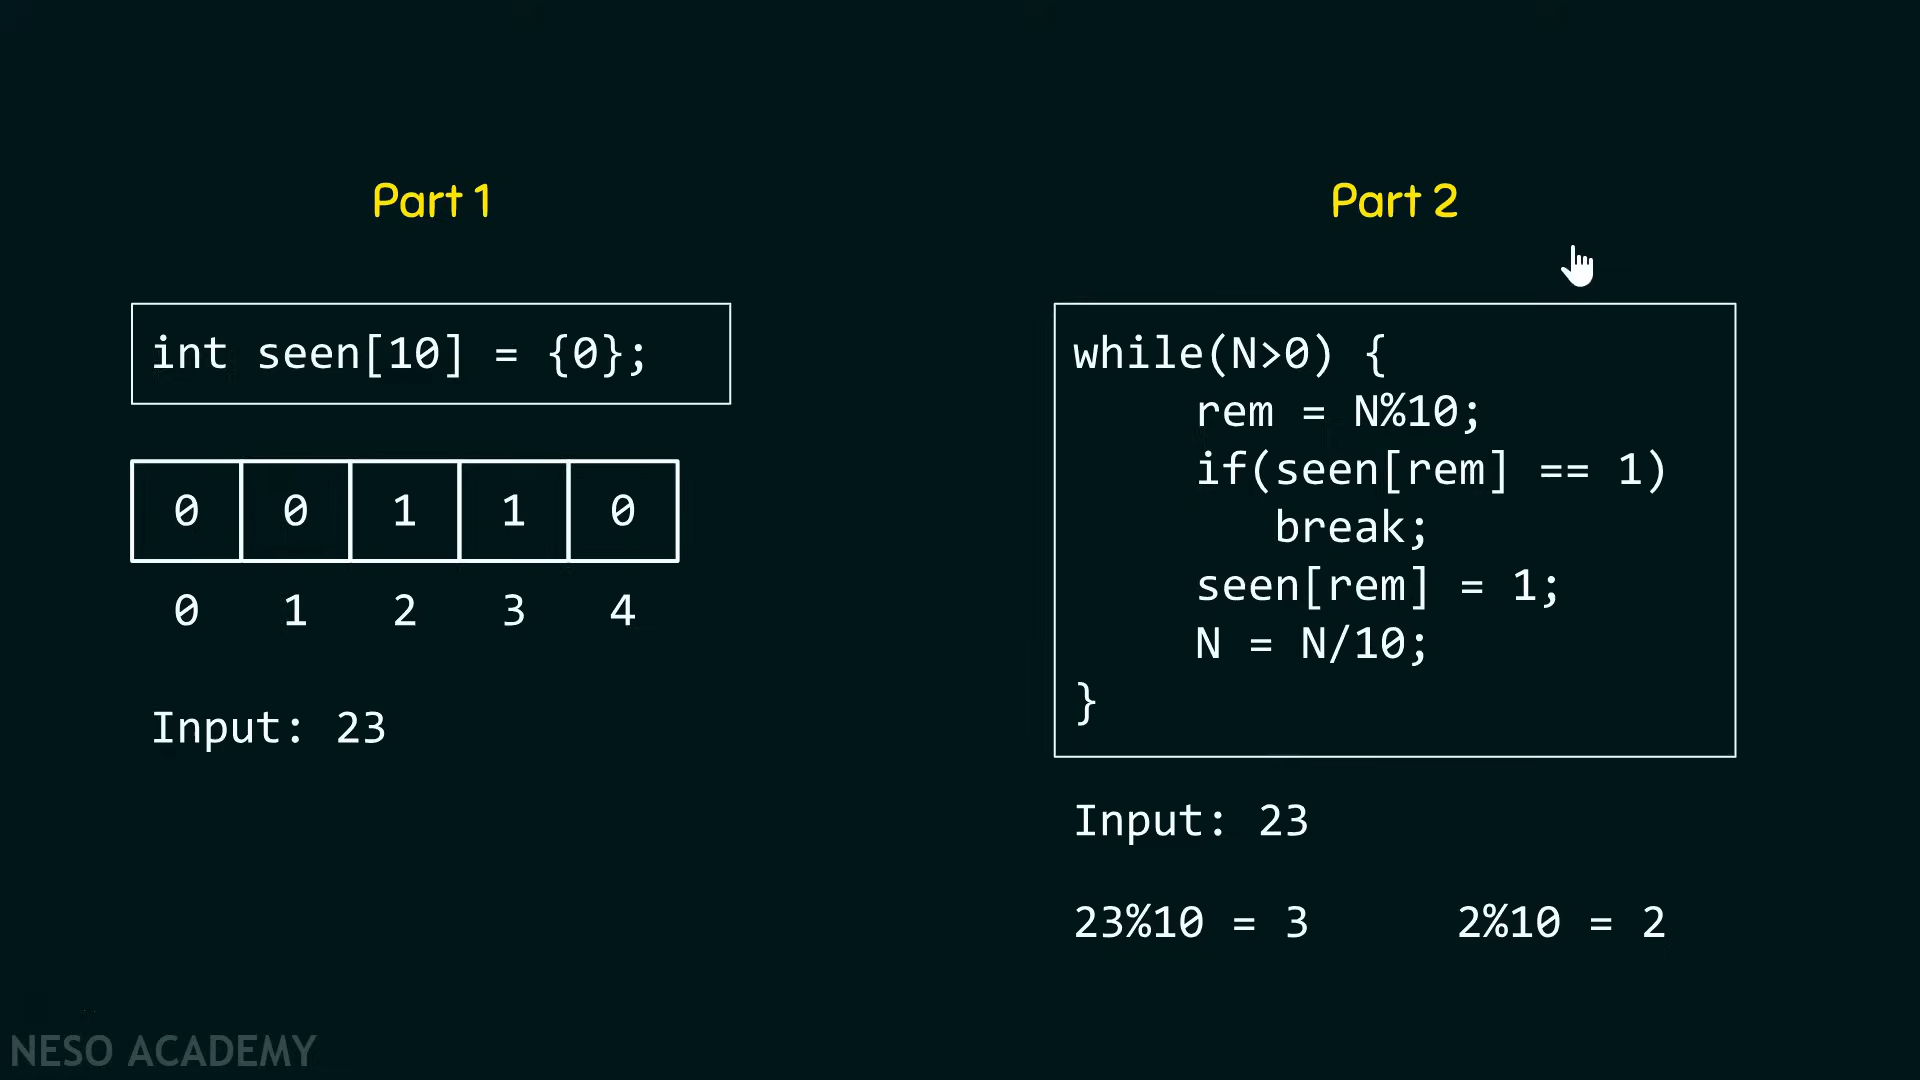 Part 1
int seen[10] = {0};
0 0 1 1 0
0 1 2 3 4
Input: 23
Part 2
while(N>0) {
rem = N%10;
if(seen[rem] == 1)
break;
seen[rem] = 1;
N = N/10;
}
Input: 23
23%10 = 3 2%10 = 2
NESO ACADEMY